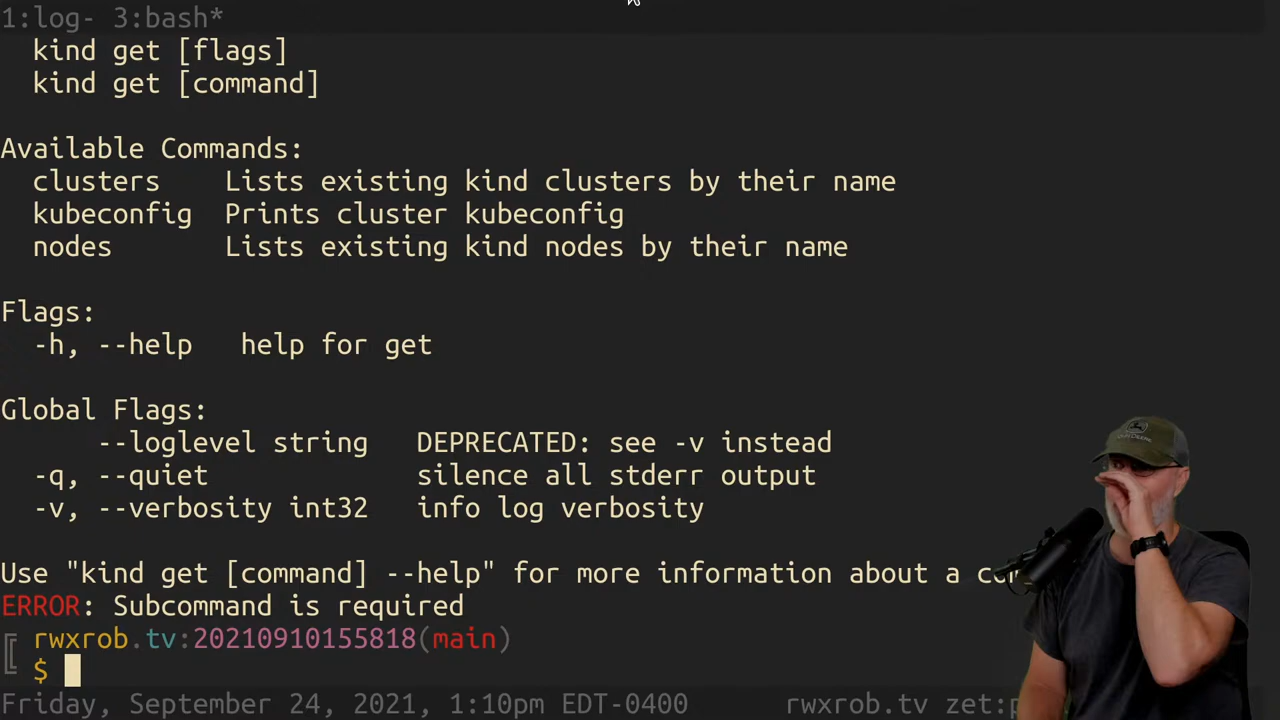 1:log- 3:bash*
kind get [flags]
kind get [command]
Available Commands:
clusters    Lists existing kind clusters by their name
kubeconfig  Prints cluster kubeconfig
nodes       Lists existing kind nodes by their name
Flags:
-h, --help   help for get
Global Flags:
--loglevel string   DEPRECATED: see -v instead
-q, --quiet             silence all stderr output
-v, --verbosity int32   info log verbosity
Use "kind get [command] --help" for more information about a
ERROR: Subcommand is required
rwxrob.tv:20210910155818(main)
$
Friday, September 24, 2021, 1:10pm EDT-0400      rwxrob.tv zet: